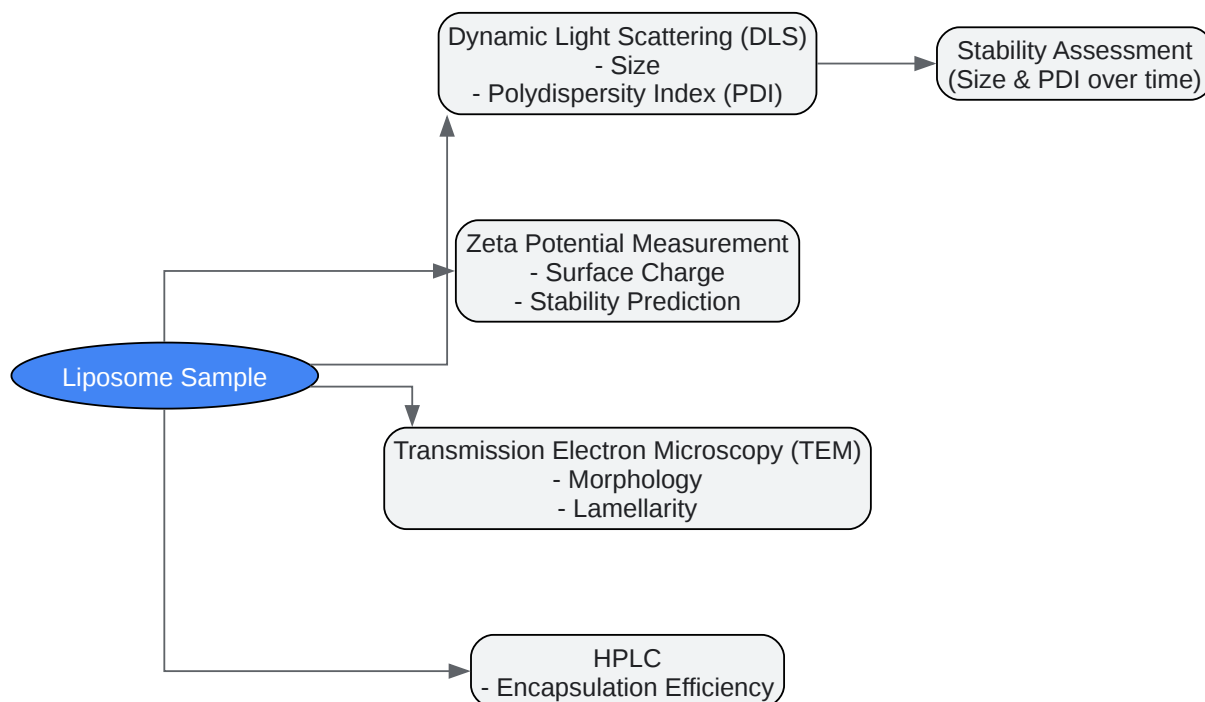 Dynamic Light Scattering (DLS)
- Size
- Polydispersity Index (PDI)
Stability Assessment
(Size & PDI over time)
Zeta Potential Measurement
- Surface Charge
- Stability Prediction
Liposome Sample
Transmission Electron Microscopy (TEM)
- Morphology
- Lamellarity
HPLC
- Encapsulation Efficiency